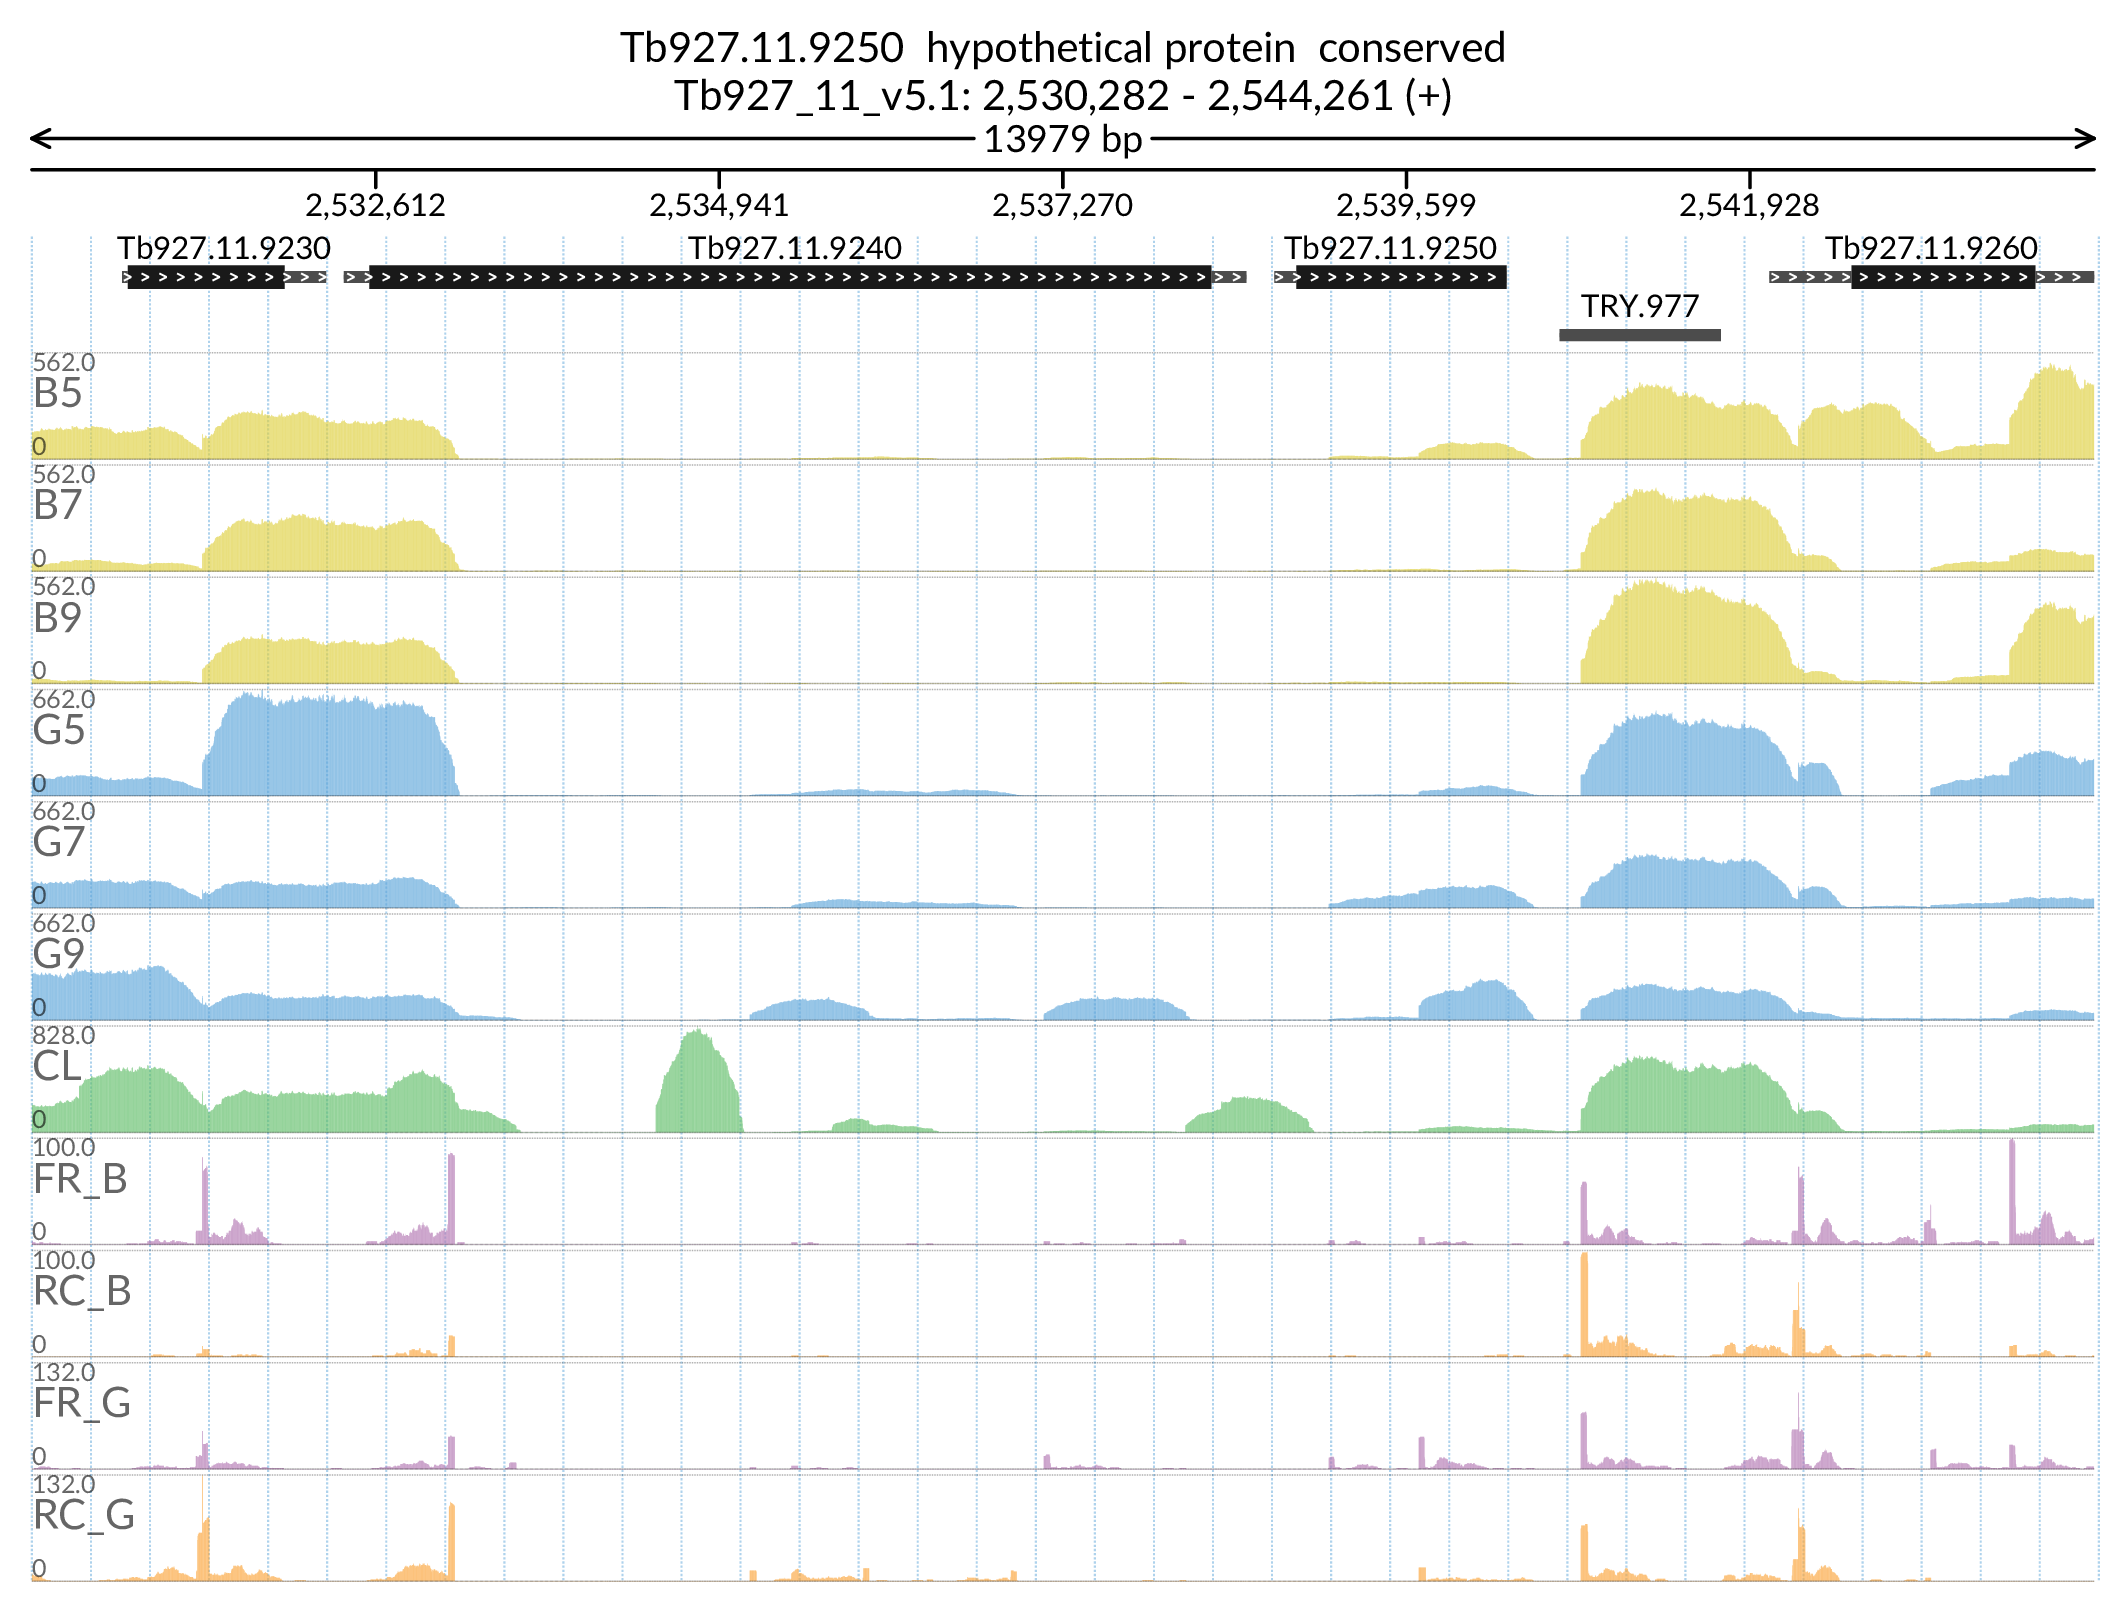 Tb927.11.9250 hypothetical protein conserved
Tb927_11_v5.1: 2,530,282 - 2,544,261 (+)
13979 bp
2,532,612 2,534,941 2,537,270 2,539,599 2,541,928
Tb927.11.9230 Tb927.11.9240 Tb927.11.9250 Tb927.11.9260
TRY.977
562.0
B5
0
562.0
B7
0
562.0
B9
0
662.0
G5
0
662.0
G7
0
662.0
G9
0
828.0
CL
0
100.0
FR_B
0
100.0
RC_B
0
132.0
FR_G
0
132.0
RC_G
0